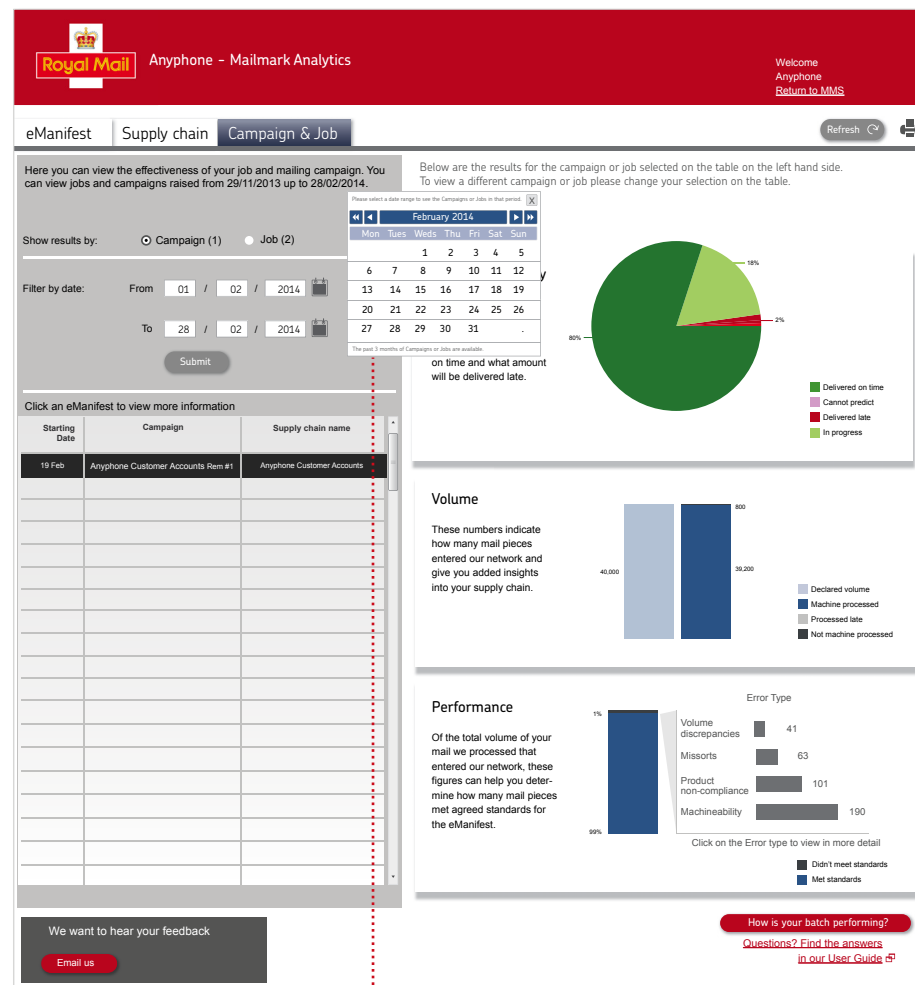 Royal Mail
Anyphone - Mailmark Analytics
Welcome
Anyphone
Return to MMS
eManifest
Supply chain
Campaign & Job
Refresh
Here you can view the effectiveness of your job and mailing campaign. You
can view jobs and campaigns raised from 29/11/2013 up to 28/02/2014.
Show results by:
Campaign (1)
Job (2)
Filter by date:
From 01 / 02 / 2014
To 28 / 02 / 2014
Submit
Click an eManifest to view more information
Starting
Date
Campaign
Supply chain name
19 Feb
Anyphone Customer Accounts Rem #1
Anyphone Customer Accounts
Below are the results for the campaign or job selected on the table on the left hand side.
To view a different campaign or job please change your selection on the table.
Please select a date range to see the Campaigns or Jobs in that period.
X
February 2014
Mon Tues Weds Thu Fri Sat Sun
1 2 3 4 5
6 7 8 9 10 11 12
13 14 15 16 17 18 19
20 21 22 23 24 25 26
27 28 29 30 31 .
The past 3 months of Campaigns or Jobs are available.
y
on time and what amount
will be delivered late.
18%
2%
80%
Delivered on time
Cannot predict
Delivered late
In progress
Volume
These numbers indicate
how many mail pieces
entered our network and
give you added insights
into your supply chain.
800
40,000
39,200
Declared volume
Machine processed
Processed late
Not machine processed
Performance
Of the total volume of your
mail we processed that
entered our network, these
figures can help you deter-
mine how many mail pieces
met agreed standards for
the eManifest.
1%
99%
Error Type
Volume
discrepancies
41
Missorts
63
Product
non-compliance
101
Machineability
190
Click on the Error type to view in more detail
Didn't meet standards
Met standards
We want to hear your feedback
Email us
How is your batch performing?
Questions? Find the answers
in our User Guide